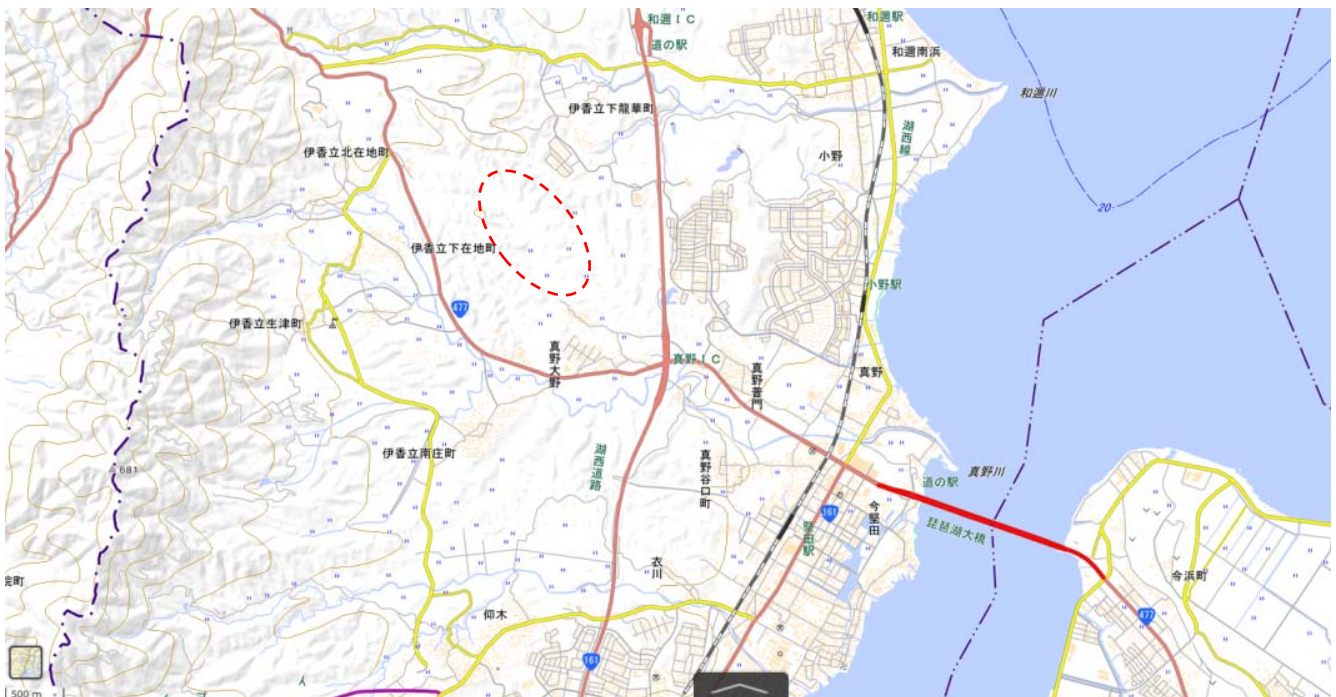 和邇ＩＣ
道の駅
和邇駅
和邇南浜
和邇川
伊香立下龍華町
湖西線
伊香立北在地町
小野
20
伊香立下在地町
小野駅
477
伊香立生津町
真野大野
真野ＩＣ
真野普門
真野
伊香立南庄町
681
湖西道路
真野谷口町
真野川
道の駅
161
今堅田
琵琶湖大橋
堅田駅
衣川
今浜町
院町
仰木
477
161
500 m